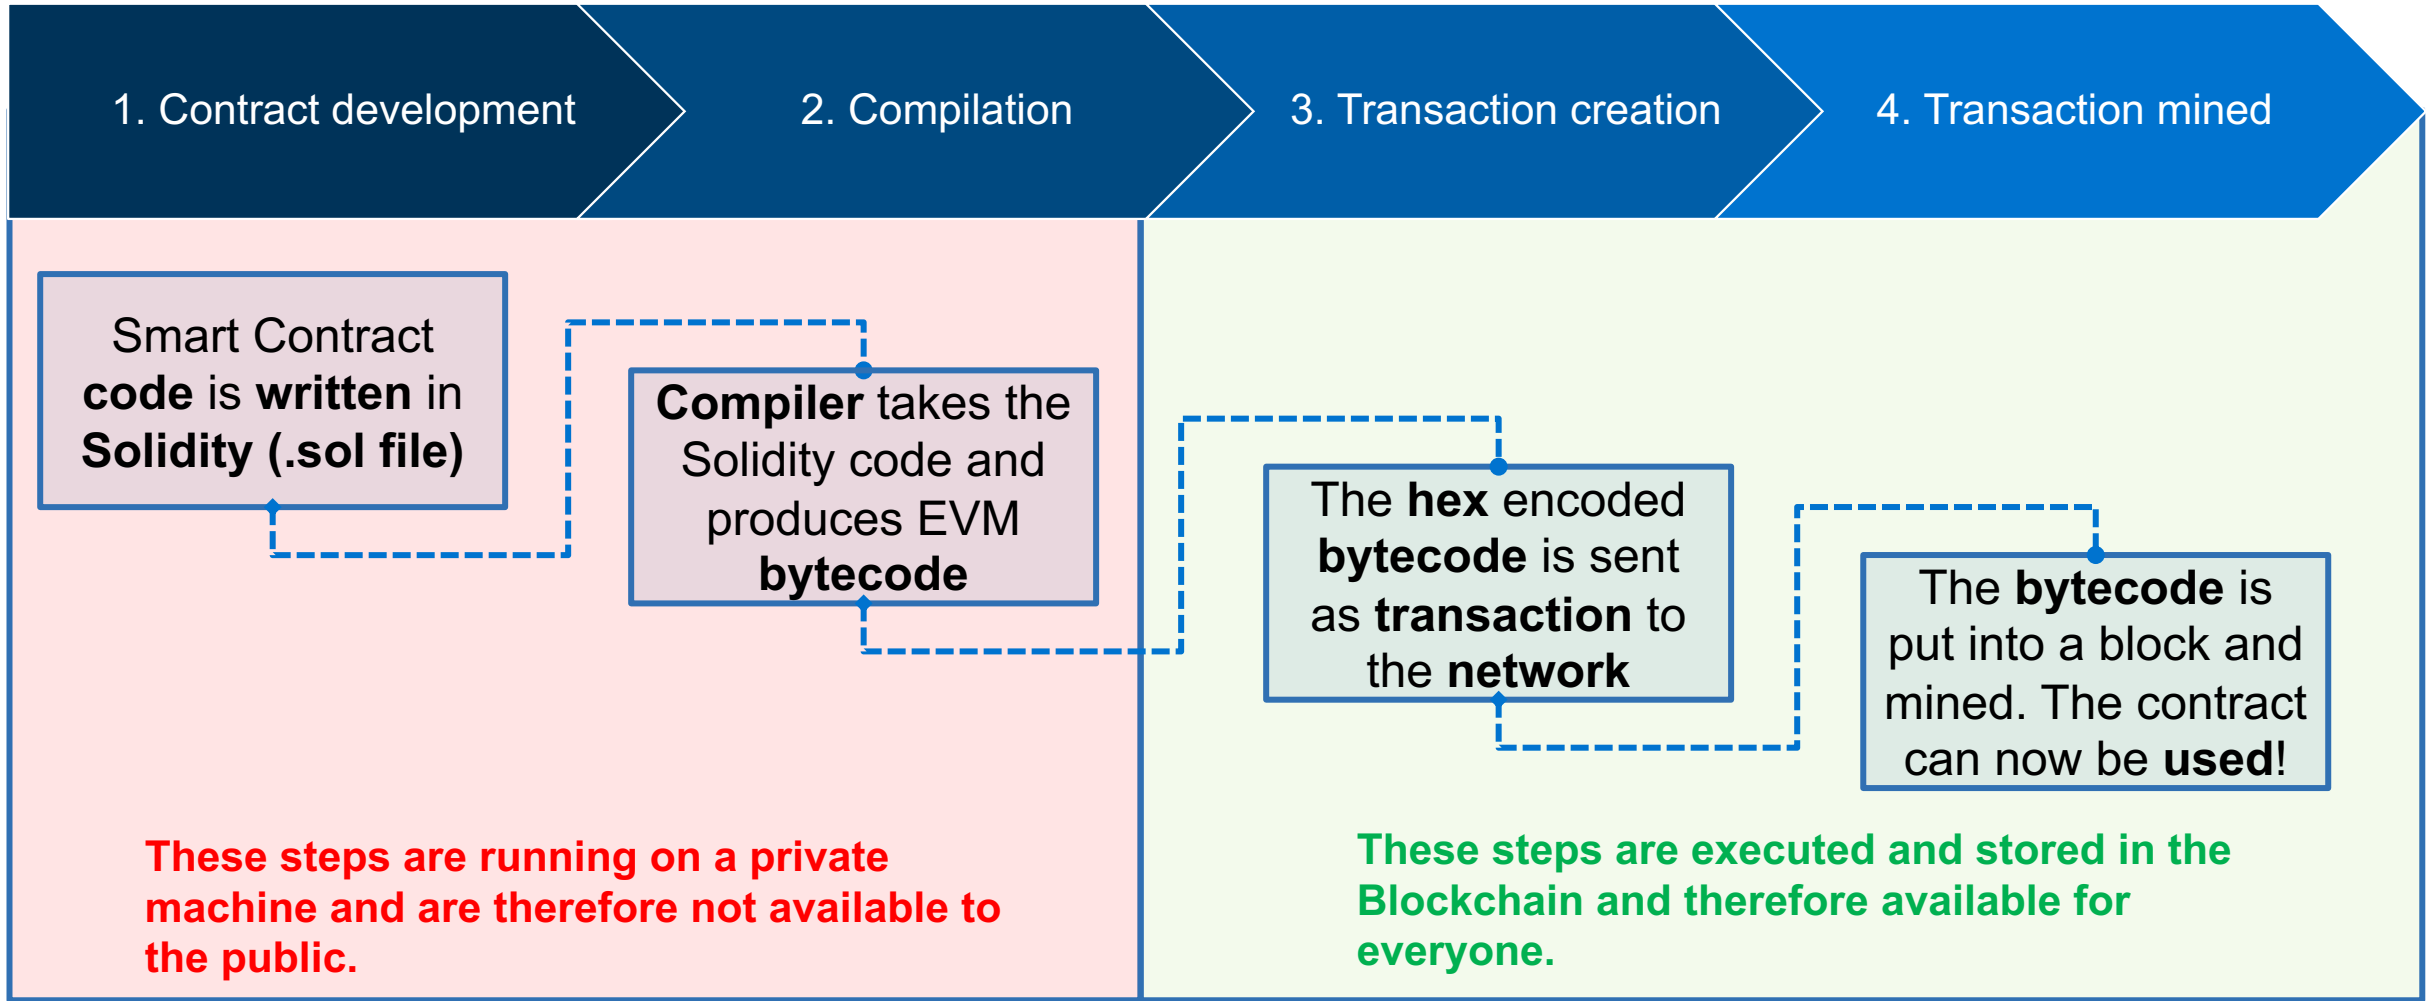 1. Contract development
2. Compilation
3. Transaction creation
4. Transaction mined
Smart Contract
code is written in
Solidity (.sol file)
Compiler takes the
Solidity code and
produces EVM
bytecode
The hex encoded
bytecode is sent
as transaction to
the network
The bytecode is
put into a block and
mined. The contract
can now be used!
These steps are running on a private
machine and are therefore not available to
the public.
These steps are executed and stored in the
Blockchain and therefore available for
everyone.